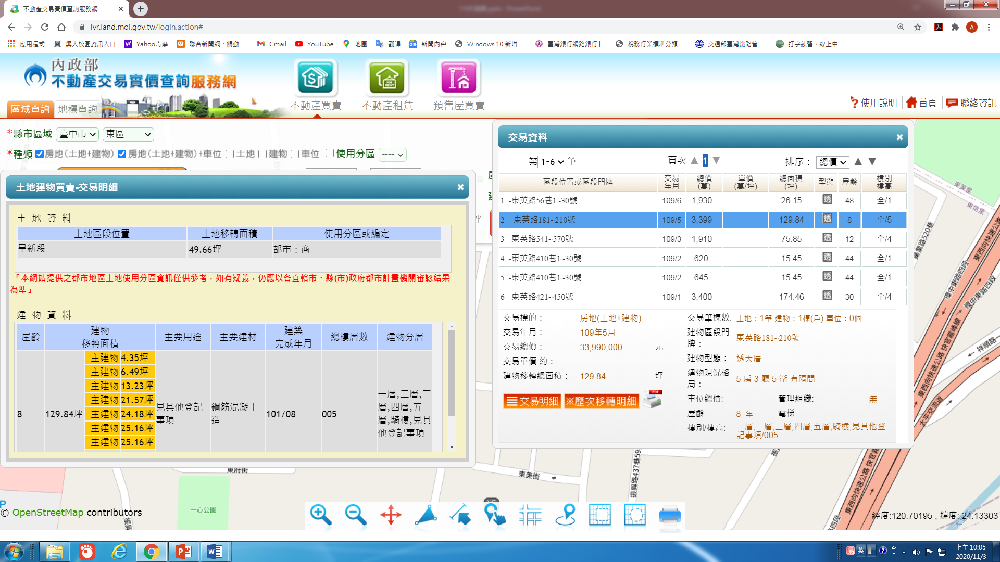 不動產交易實價查詢服務網
lvr.land.moi.gov.tw/login.action#
應用程式 興大校園資訊入口 Yahoo奇摩 聯合新聞網：觸動... Gmail YouTube 地圖 翻譯 新聞內容 Windows 10 新增... 臺灣銀行網路銀行|... 稅務行業標準分類... 交通部臺灣鐵路管... 打字練習、線上中...
內政部
不動產交易實價查詢服務網
不動產買賣 不動產租賃 預售屋買賣
使用說明 首頁 聯絡資訊
區域查詢 地標查詢
*縣市區域 臺中市 東區
*種類 房地(土地+建物) 房地(土地+建物)+車位 土地 建物 車位 使用分區 ----
土地建物買賣-交易明細
土 地 資 料
土地區段位置 土地移轉面積 使用分區或編定
旱新段 49.66坪 都市：商
「本網站提供之都市地區土地使用分區資訊僅供參考，如有疑義，仍應以各直轄市、縣(市)政府都市計畫機關審認結果
為準」
建 物 資 料
屋齡 建物
移轉面積 主要用途 主要建材 建築
完成年月 總樓層數 建物分層
8 129.84坪
主建物 4.35坪
主建物 6.49坪
主建物 13.23坪
主建物 21.57坪
主建物 24.18坪
主建物 25.16坪
主建物 25.16坪
見其他登記
事項
鋼筋混凝土
造
101/08
005
一層,二層,三
層,四層,五
層,騎樓,見其
他登記事項
交易資料
第 1~6 筆 頁次 1 排序： 總價
區段位置或區段門牌 交易
年月 總價
(萬) 單價
(萬/坪) 總面積
(坪) 型態 屋齡 樓別
樓高
1 -東英路56巷1~30號 109/6 1,930 26.15 透 48 全/1
2 - 東英路181~210號 109/5 3,399 129.84 透 8 全/5
3 -東英路541~570號 109/3 1,910 75.85 透 12 全/4
4 -東英路410巷1~30號 109/2 620 15.45 透 44 全/1
5 -東英路410巷1~30號 109/2 645 15.45 透 44 全/1
6 -東英路421~450號 109/1 3,400 174.46 透 30 全/4
交易標的： 房地(土地+建物)
交易年月： 109年5月
交易總價： 33,990,000 元
交易單價 約：
建物移轉總面積： 129.84 坪
交易明細 ※歷次移轉明細 PDF
交易筆棟數: 土地：1筆 建物：1棟(戶) 車位：0個
建物區段門
牌： 東英路181~210號
建物型態： 透天厝
建物現況格
局： 5 房 3 廳 5 衛 有隔間
車位總價: 管理組織: 無
屋齡: 8 年 電梯:
樓別/樓高: 一層,二層,三層,四層,五層,騎樓,見其他登
記事項/005
東英里
東信里
樂業路520巷
東西向快速公路
環中東路四段
環中東路四段
東西向快速公路 快官霧峰線
祥順路一
太平交流道
東府街
東美街
振興路437巷59
一心公園
東西向快速公路 快官霧
© OpenStreetMap contributors
經度:120.70195 , 緯度: 24.13303
英
上午 10:05
2020/11/3